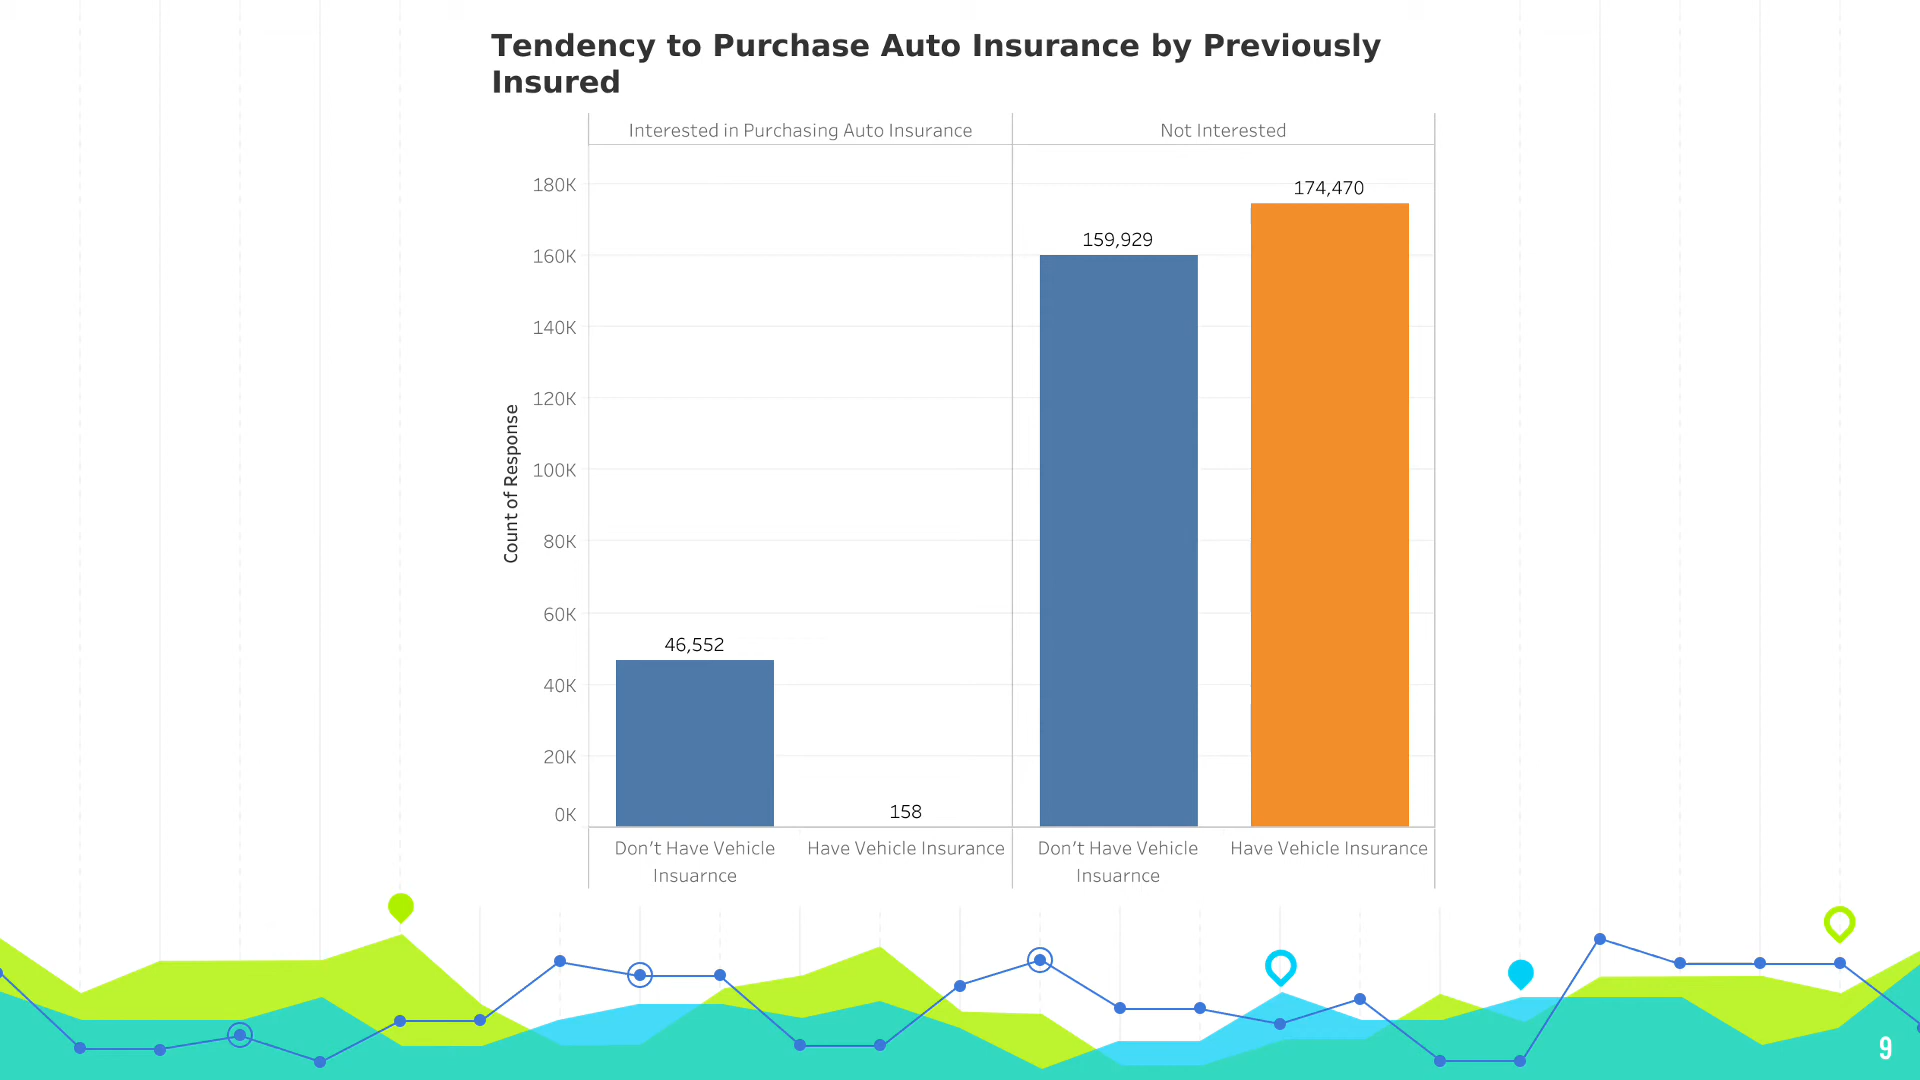 Tendency to Purchase Auto Insurance by Previously
Insured
Interested in Purchasing Auto Insurance
Not Interested
180K
160K
140K
120K
100K
80K
60K
40K
20K
0K
Count of Response
46,552
158
159,929
174,470
Don't Have Vehicle
Insuarnce
Have Vehicle Insurance
Don't Have Vehicle
Insuarnce
Have Vehicle Insurance
9